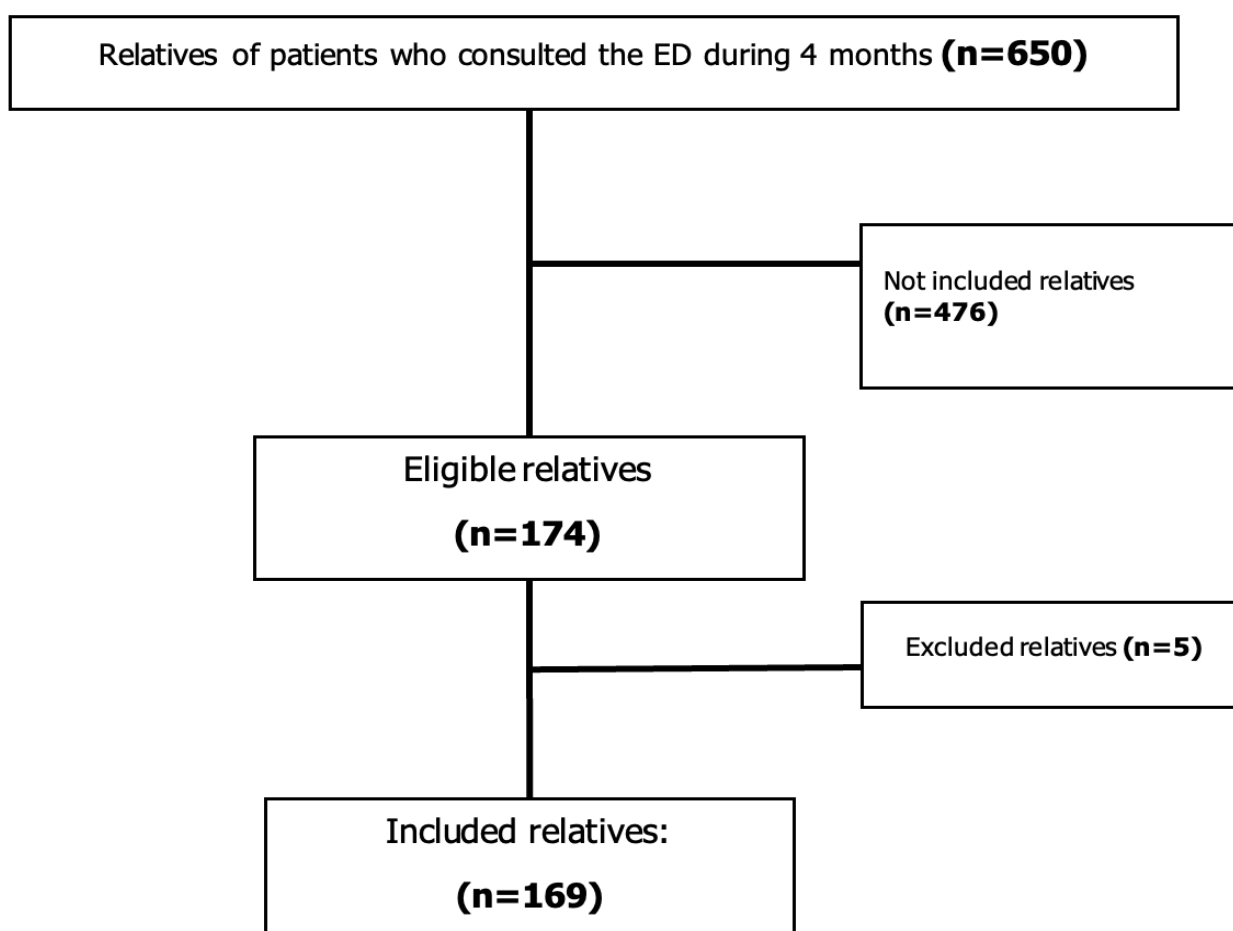 Relatives of patients who consulted the ED during 4 months (n=650)
Not included relatives
(n=476)
Eligible relatives
(n=174)
Excluded relatives (n=5)
Included relatives:
(n=169)